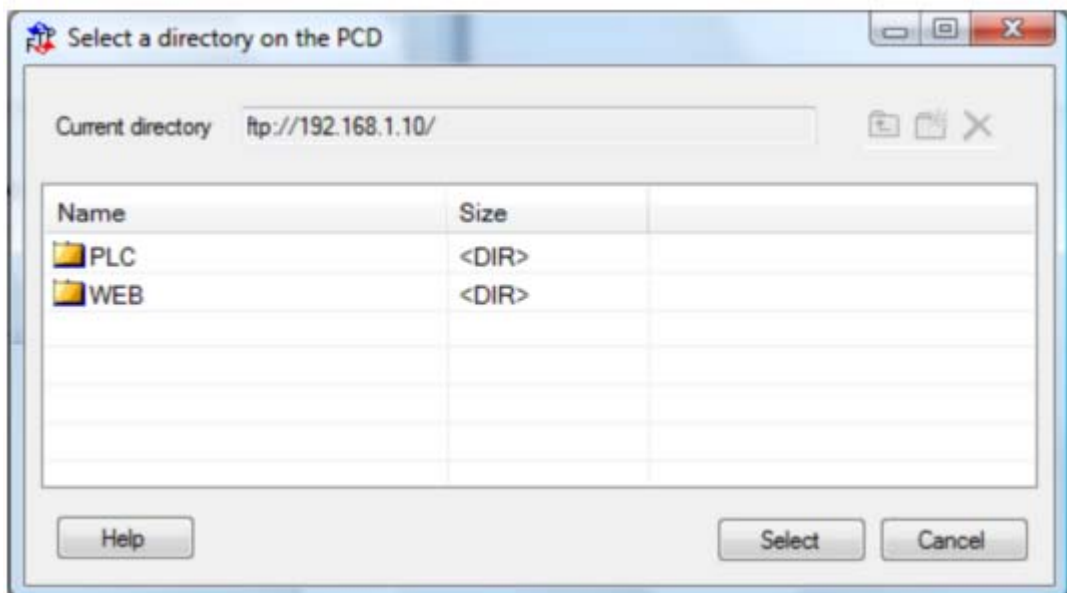 FTP Select a directory on the PCD
Current directory ftp://192.168.1.10/
Name Size
PLC <DIR>
WEB <DIR>
Help Select Cancel